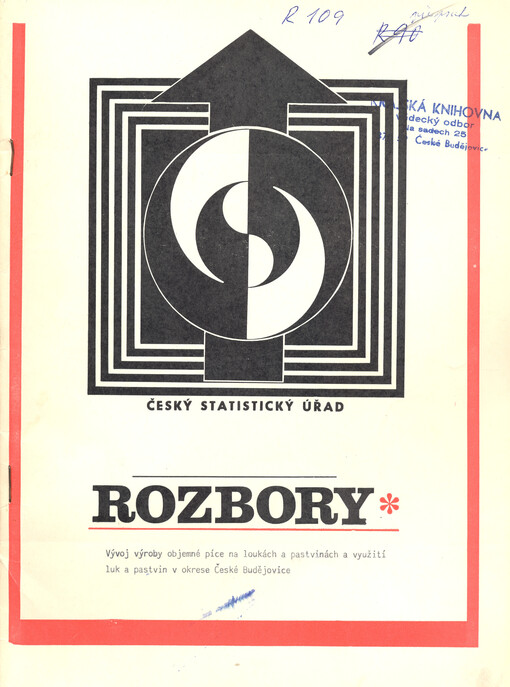 R 109
R 90
KRAJSKÁ KNIHOVNA
vědecký odbor
Na sadech 25
České Budějovice
ČESKÝ STATISTICKÝ ÚŘAD
ROZBORY*
Vývoj výroby objemné píce na loukách a pastvinách a využití
luk a pastvin v okrese České Budějovice